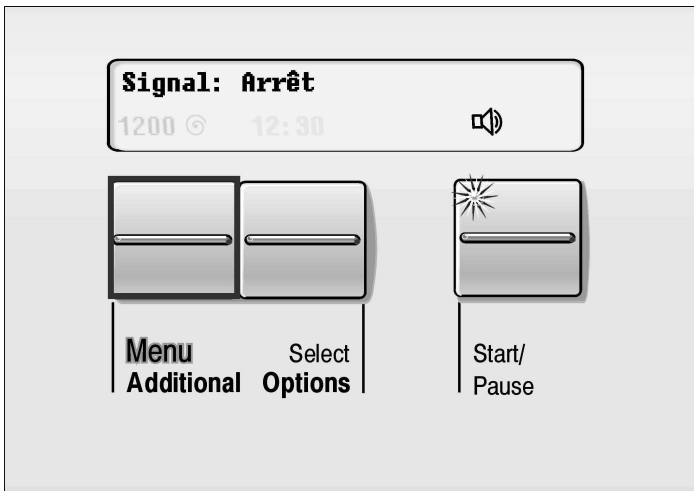 Signal: Arrêt
1200 12:30
Menu Select
Additional Options
Start/
Pause